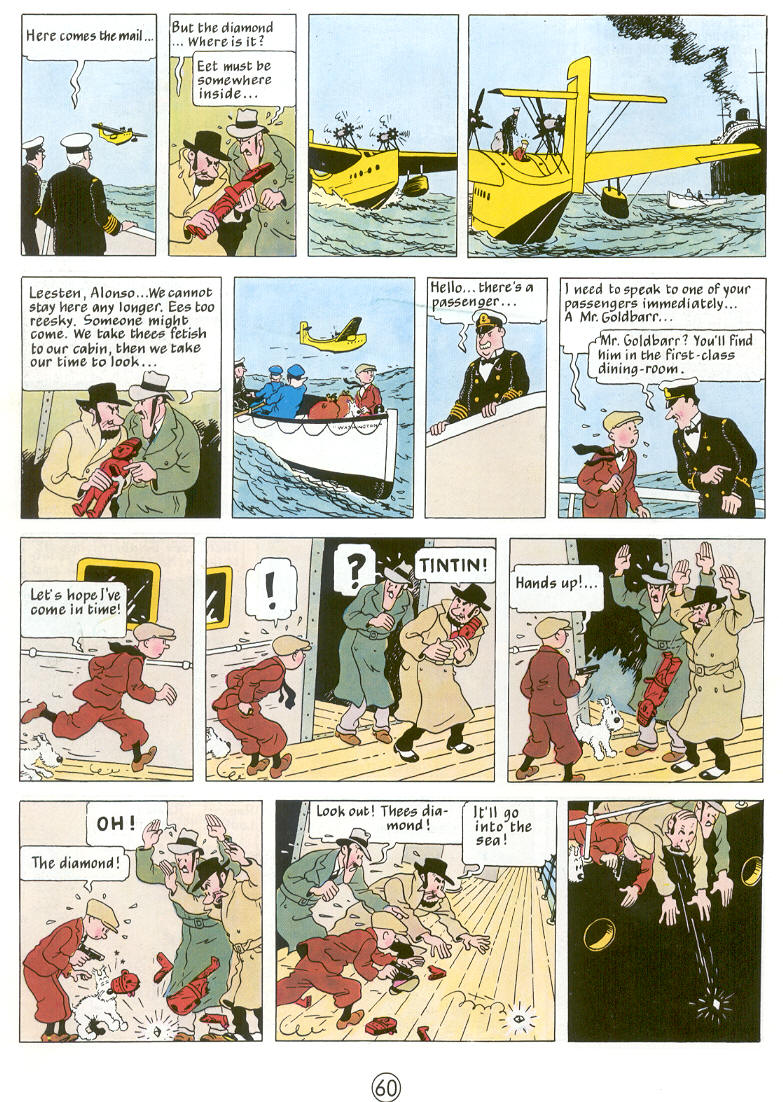 Here comes the mail...
But the diamond
... Where is it?
Eet must be
somewhere
inside...
Leesten, Alonso...We cannot
stay here any longer. Ees too
reesky. Someone might
come. We take thees fetish
to our cabin, then we take
our time to look...
WASHINGTON
Hello... there's a
passenger...
I need to speak to one of your
passengers immediately...
A Mr. Goldbarr...
Mr. Goldbarr? You'll find
him in the first-class
dining-room.
Let's hope I've
come in time!
!
?
TINTIN!
Hands up!...
OH!
The diamond!
Look out! Thees dia-
mond!
It'll go
into the
sea!
60